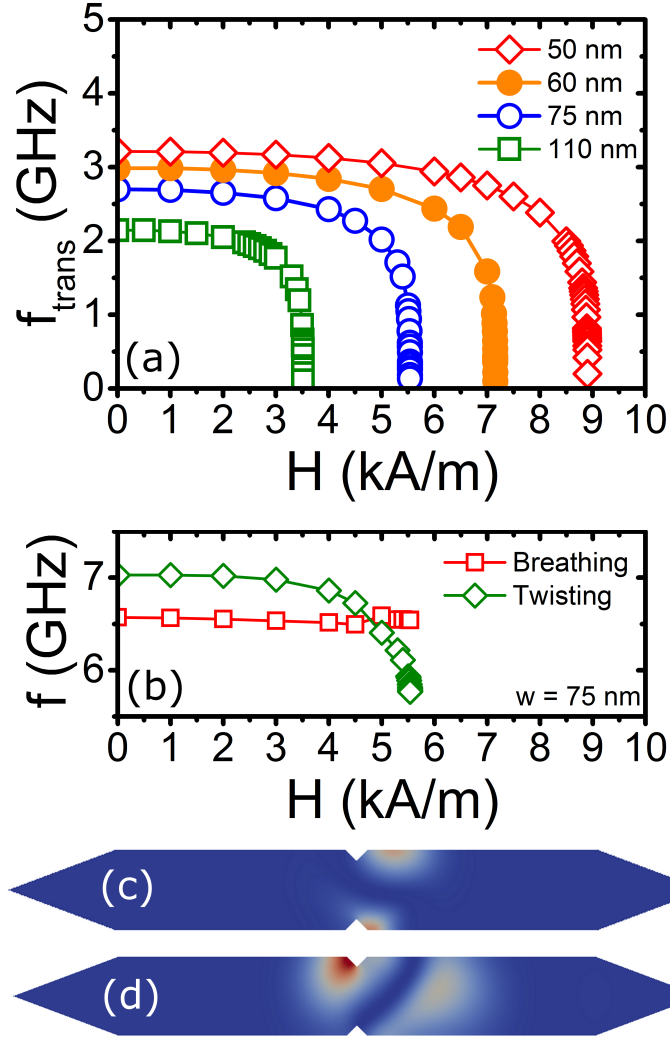 5
4
3
2
1
0
f_trans (GHz)
50 nm
60 nm
75 nm
110 nm
(a)
0 1 2 3 4 5 6 7 8 9 10
H (kA/m)
7
6
f (GHz)
Breathing
Twisting
(b)
w = 75 nm
0 1 2 3 4 5 6 7 8 9 10
H (kA/m)
(c)
(d)